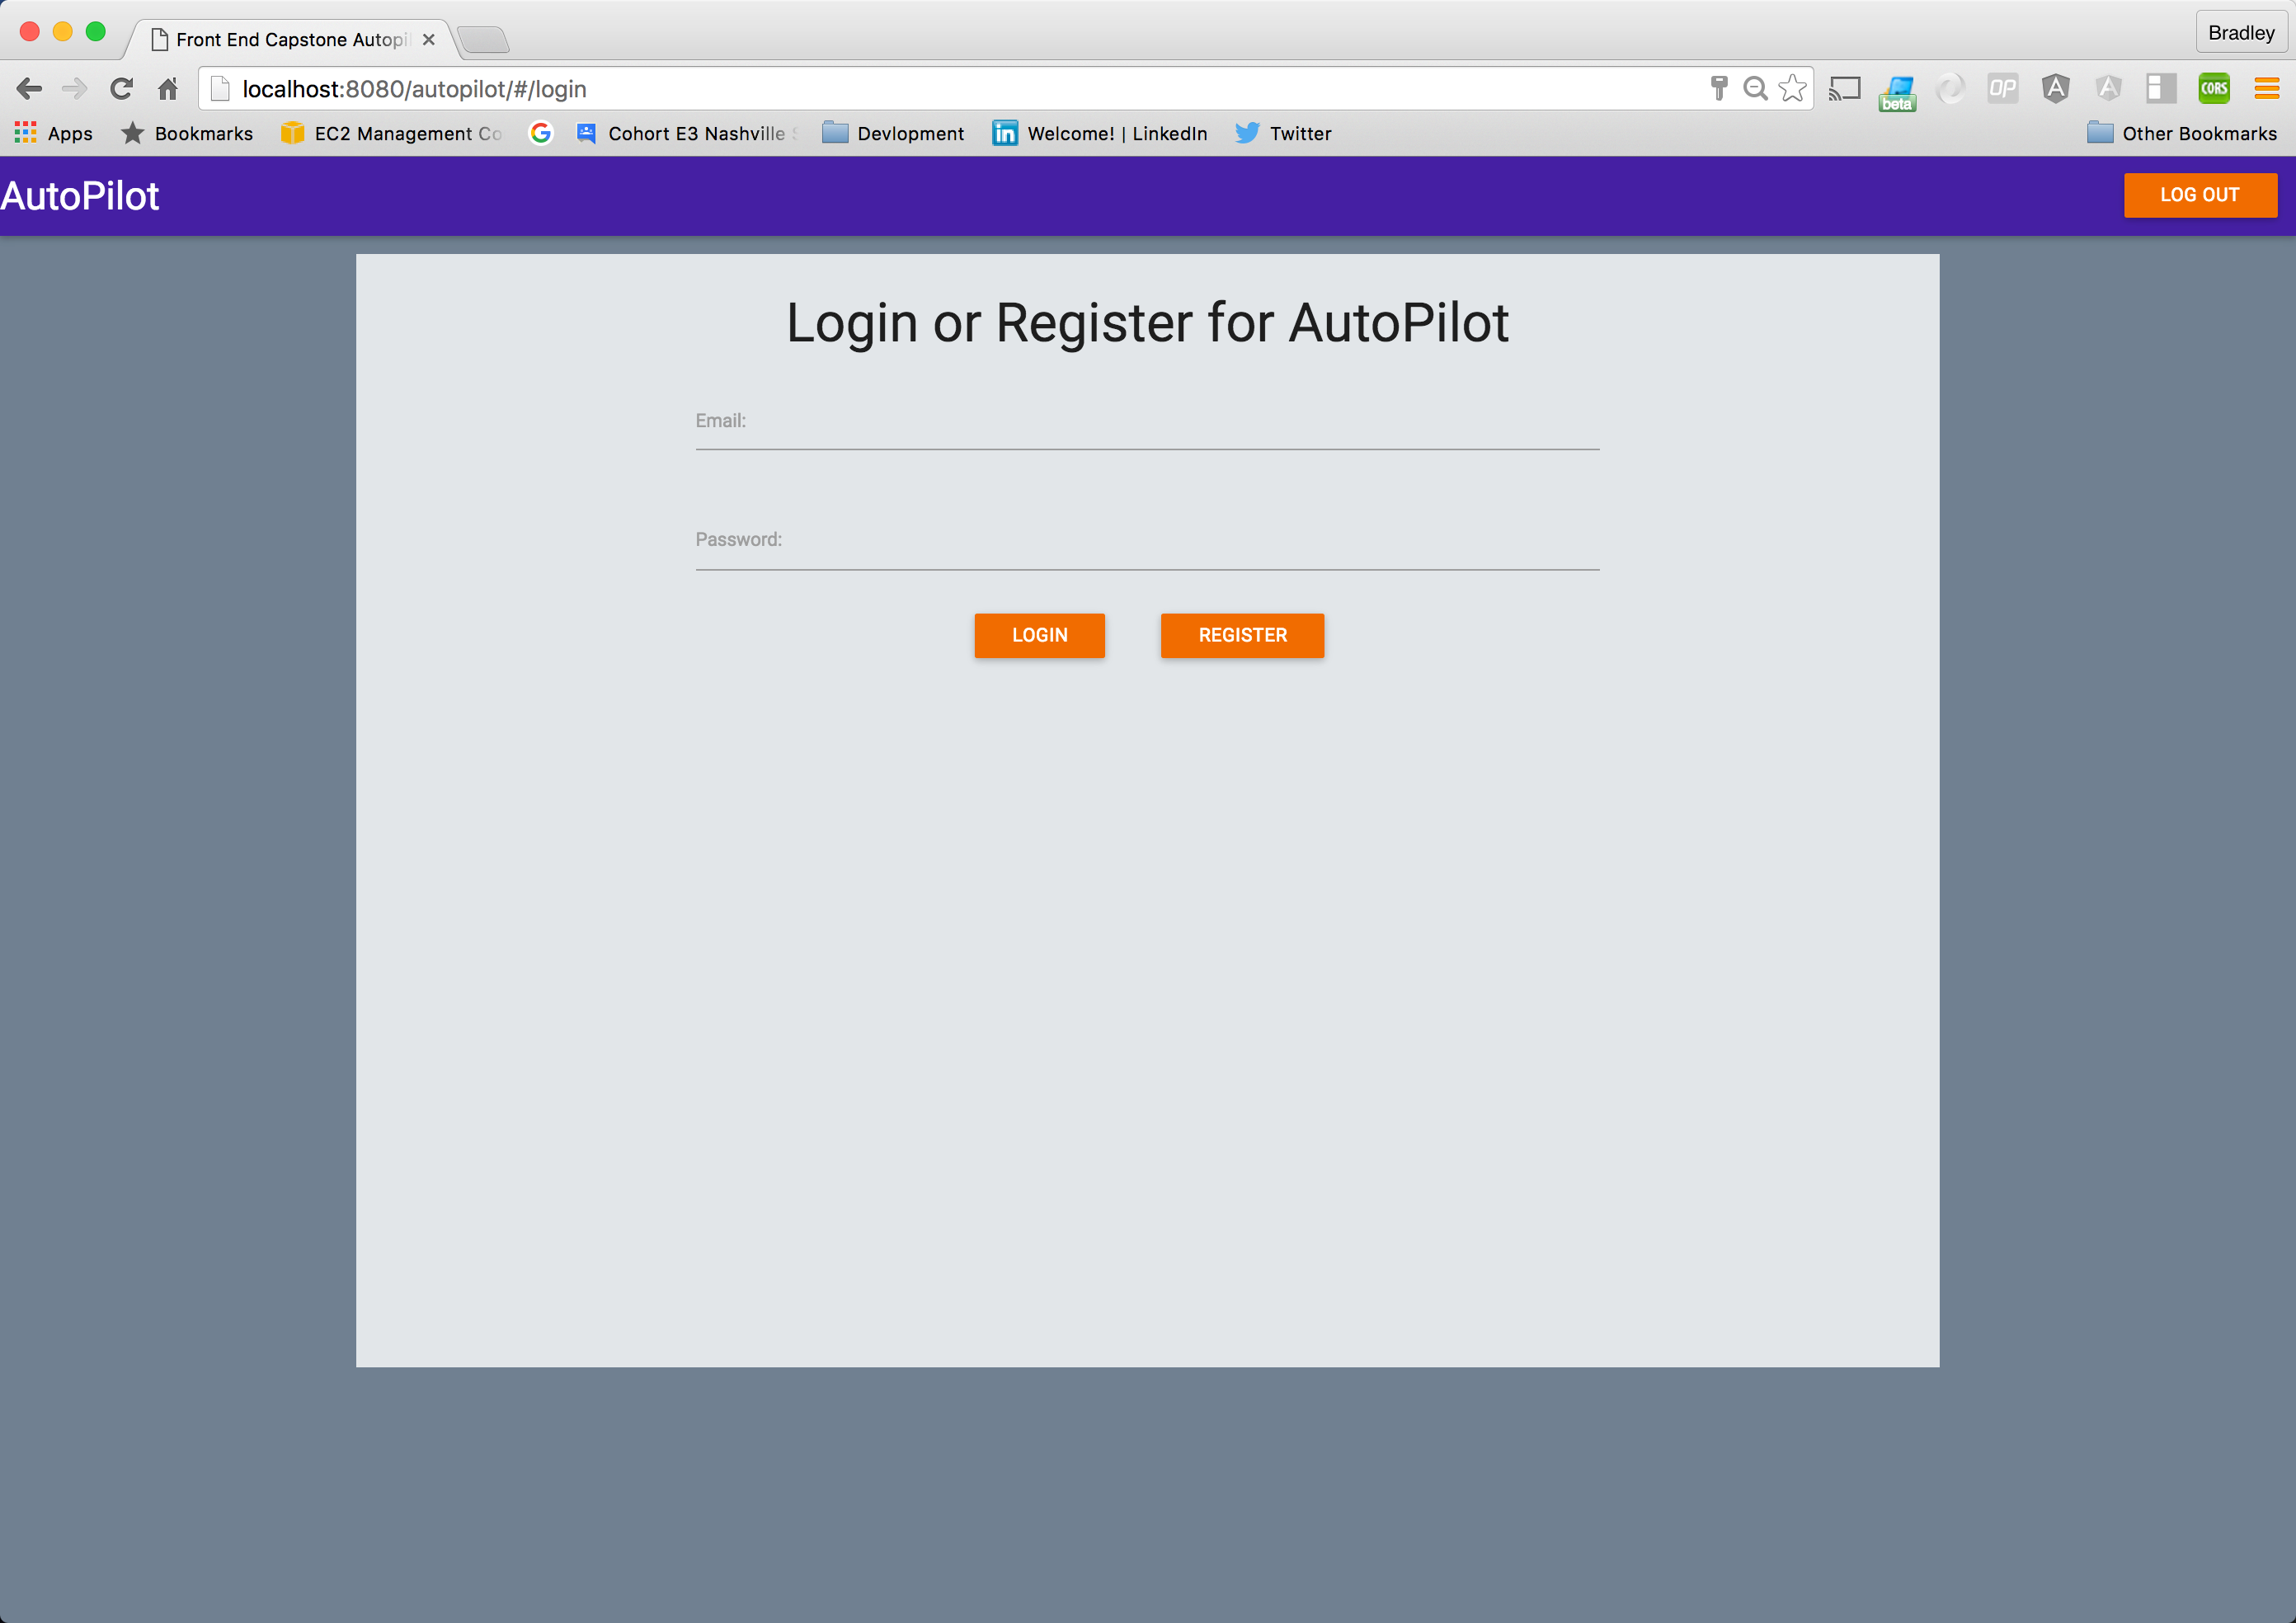 Front End Capstone Autopi
Bradley
localhost:8080/autopilot/#/login
beta
OP
A
A
CORS
Apps
Bookmarks
EC2 Management Co
G
Cohort E3 Nashville
Devlopment
in
Welcome! | LinkedIn
Twitter
Other Bookmarks
AutoPilot
LOG OUT
Login or Register for AutoPilot
Email:
Password:
LOGIN
REGISTER